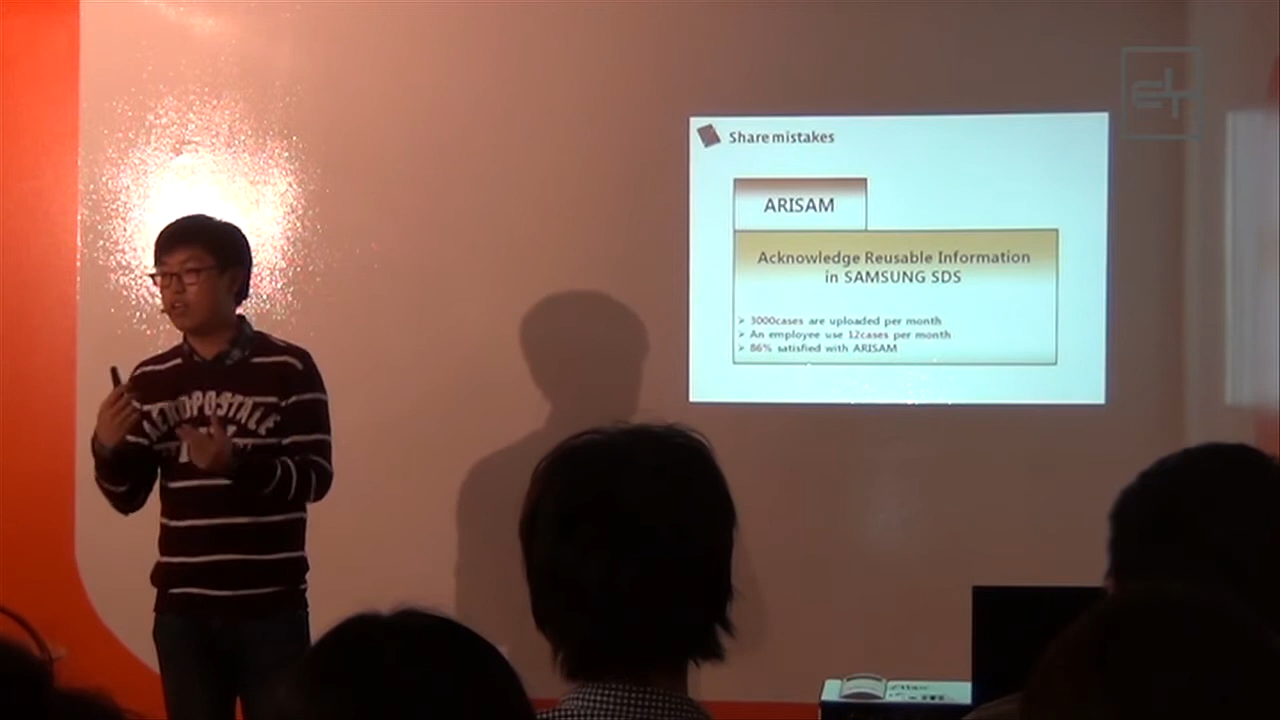 Share mistakes
ARISAM
Acknowledge Reusable Information
in SAMSUNG SDS
➢ 3000cases are uploaded per month
➢ An employee use 12cases per month
➢ 86% satisfied with ARISAM
AEROPOSTALE